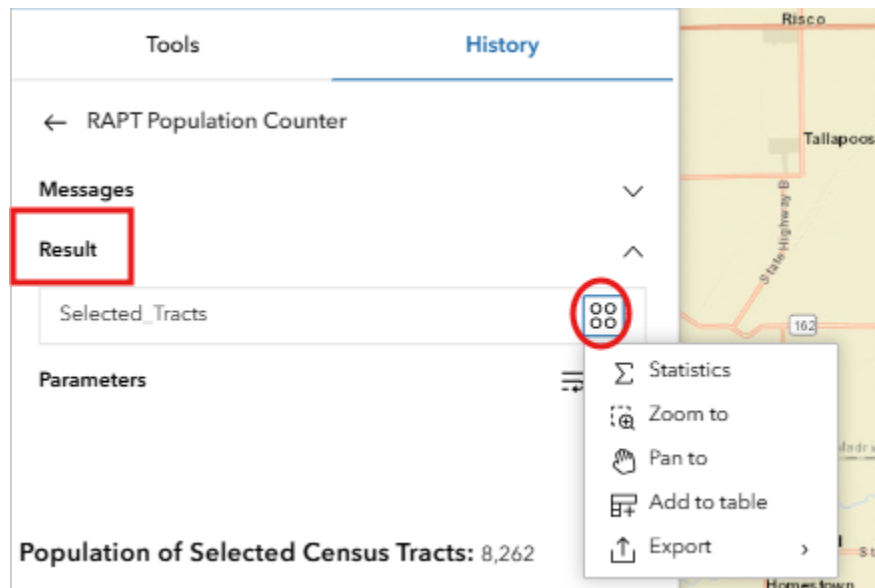 Tools
History
RAPT Population Counter
Messages
Result
Selected_Tracts
Parameters
Statistics
Zoom to
Pan to
Add to table
Export
Population of Selected Census Tracts: 8,262
Risco
Tallapoos
State Highway B
162
Homestown